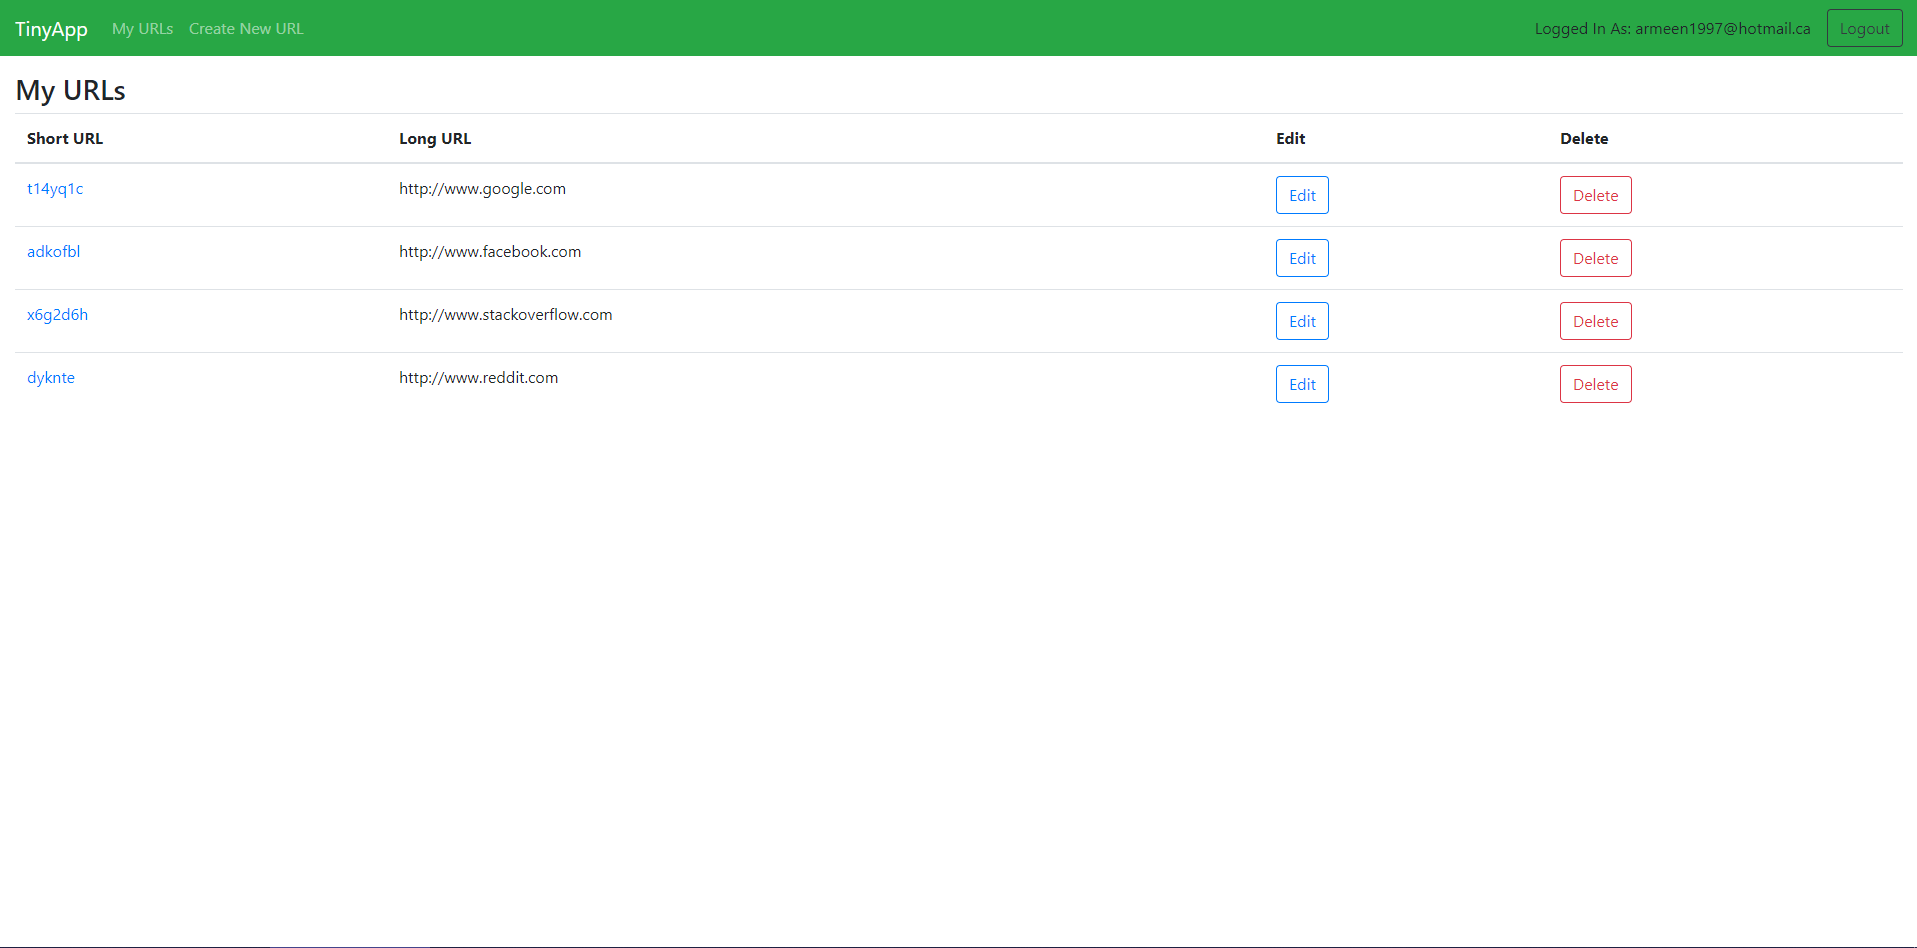 TinyApp My URLs Create New URL Logged In As: armeen1997@hotmail.ca Logout
My URLs
Short URL Long URL Edit Delete
t14yq1c http://www.google.com Edit Delete
adkofbl http://www.facebook.com Edit Delete
x6g2d6h http://www.stackoverflow.com Edit Delete
dyknte http://www.reddit.com Edit Delete